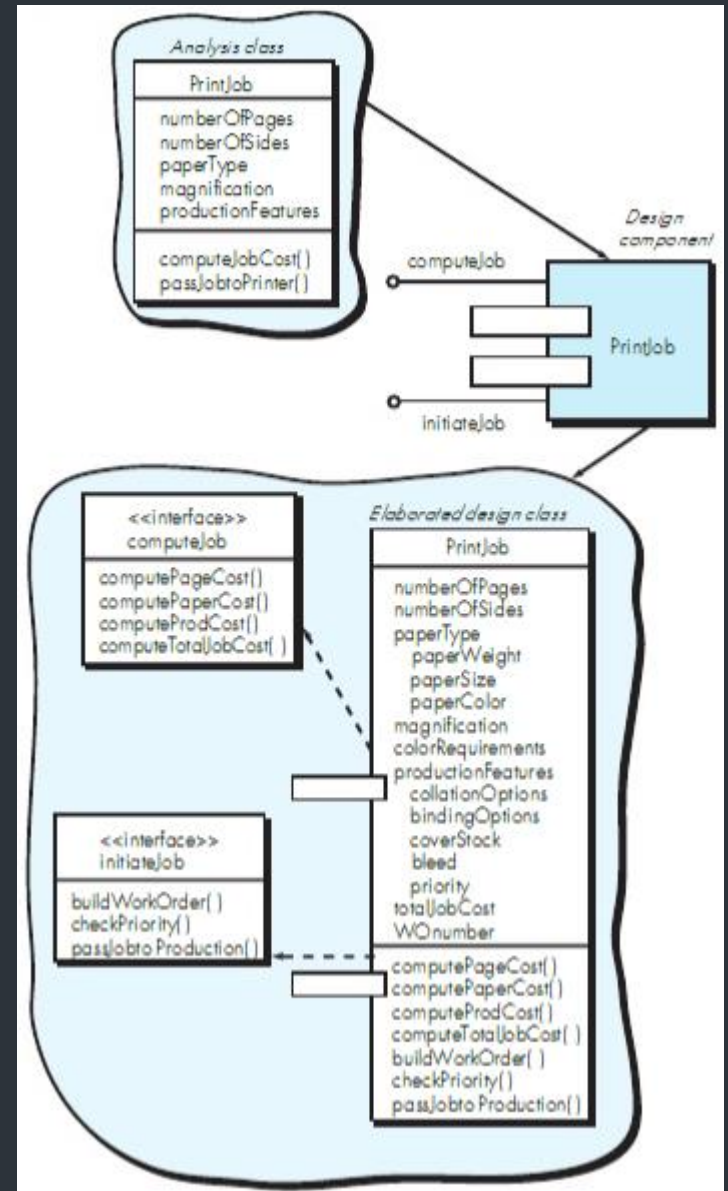 Analysis class
PrintJob
numberOfPages
numberOfSides
paperType
magnification
productionFeatures
computeJobCost()
passJobtoPrinter()
Design
component
computeJob
PrintJob
initiateJob
<<interface>>
computeJob
computePageCost()
computePaperCost()
computeProdCost()
computeTotalJobCost( )
<<interface>>
initiateJob
buildWorkOrder( )
checkPriority()
passJobto Production()
Elaborated design class
PrintJob
numberOfPages
numberOfSides
paperType
paperWeight
paperSize
paperColor
magnification
colorRequirements
productionFeatures
collationOptions
bindingOptions
coverStock
bleed
priority
totalJobCost
WOnumber
computePageCost()
computePaperCost()
computeProdCost()
computeTotalJobCost( )
buildWorkOrder( )
checkPriority()
passJobto Production()